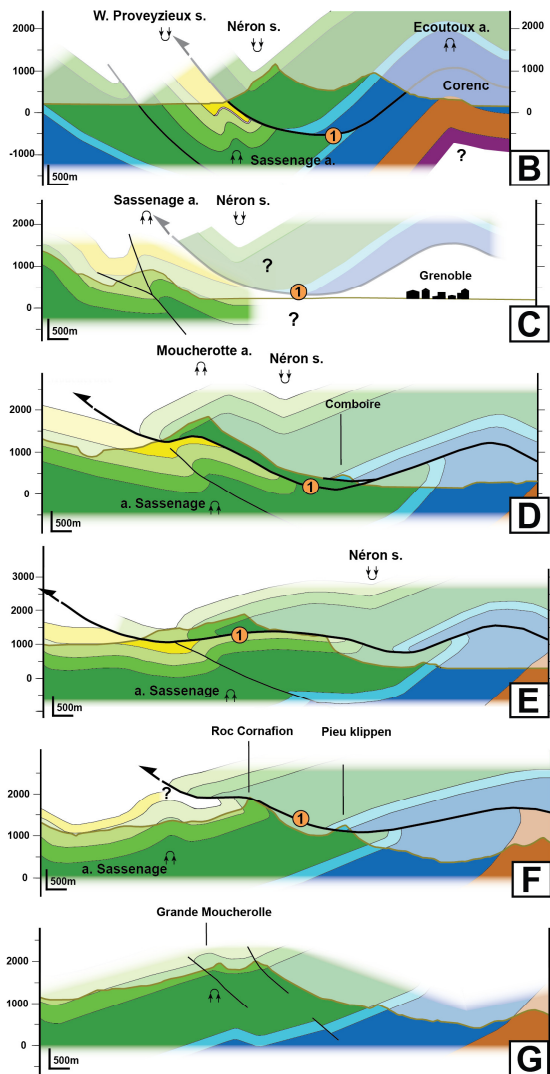 W. Proveyzieux s.
Néron s.
Ecoutoux a.
2000
1000
0
-1000
2000
1000
0
Corenc
1
Sassenage a.
?
500m
B
Sassenage a.
Néron s.
2000
1000
0
?
1
Grenoble
?
500m
C
Moucherotte a.
Néron s.
Comboire
2000
1000
0
1
a. Sassenage
500m
D
Néron s.
3000
2000
1000
0
1
a. Sassenage
500m
E
Roc Cornafion
Pieu klippen
?
2000
1000
0
1
a. Sassenage
500m
F
Grande Moucherolle
2000
1000
0
500m
G